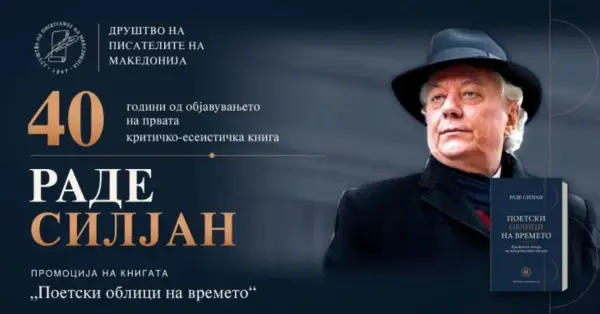 ДРУШТВО НА
ПИСАТЕЛИТЕ НА
МАКЕДОНИЈА
40
години од објавувањето
на првата
критичко-есеистичка книга
РАДЕ
СИЛЈАН
ПРОМОЦИЈА НА КНИГАТА
„Поетски облици на времето“
РАДЕ СИЛЈАН
ПОЕТСКИ
ОБЛИЦИ
НА ВРЕМЕТО